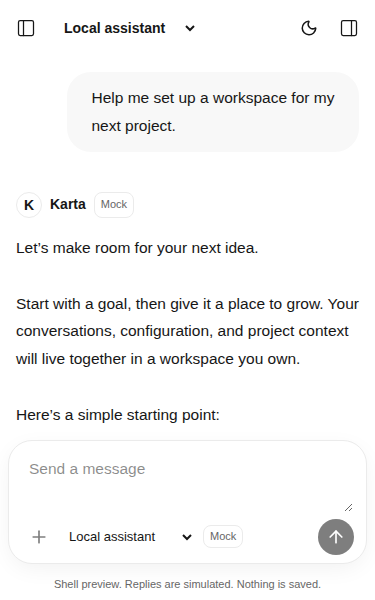 Local assistant
Help me set up a workspace for my
next project.
K Karta Mock
Let’s make room for your next idea.
Start with a goal, then give it a place to grow. Your
conversations, configuration, and project context
will live together in a workspace you own.
Here’s a simple starting point:
Send a message
Local assistant Mock
Shell preview. Replies are simulated. Nothing is saved.